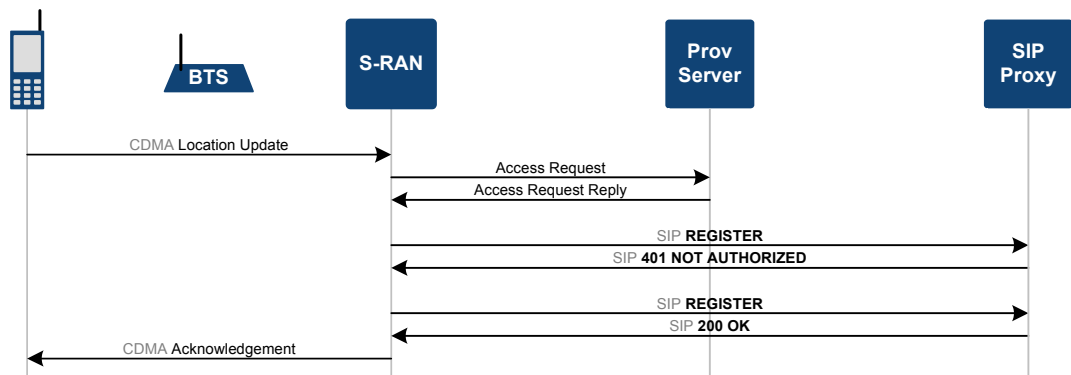 BTS
S-RAN
Prov
Server
SIP
Proxy
CDMA Location Update
Access Request
Access Request Reply
SIP REGISTER
SIP 401 NOT AUTHORIZED
SIP REGISTER
SIP 200 OK
CDMA Acknowledgement